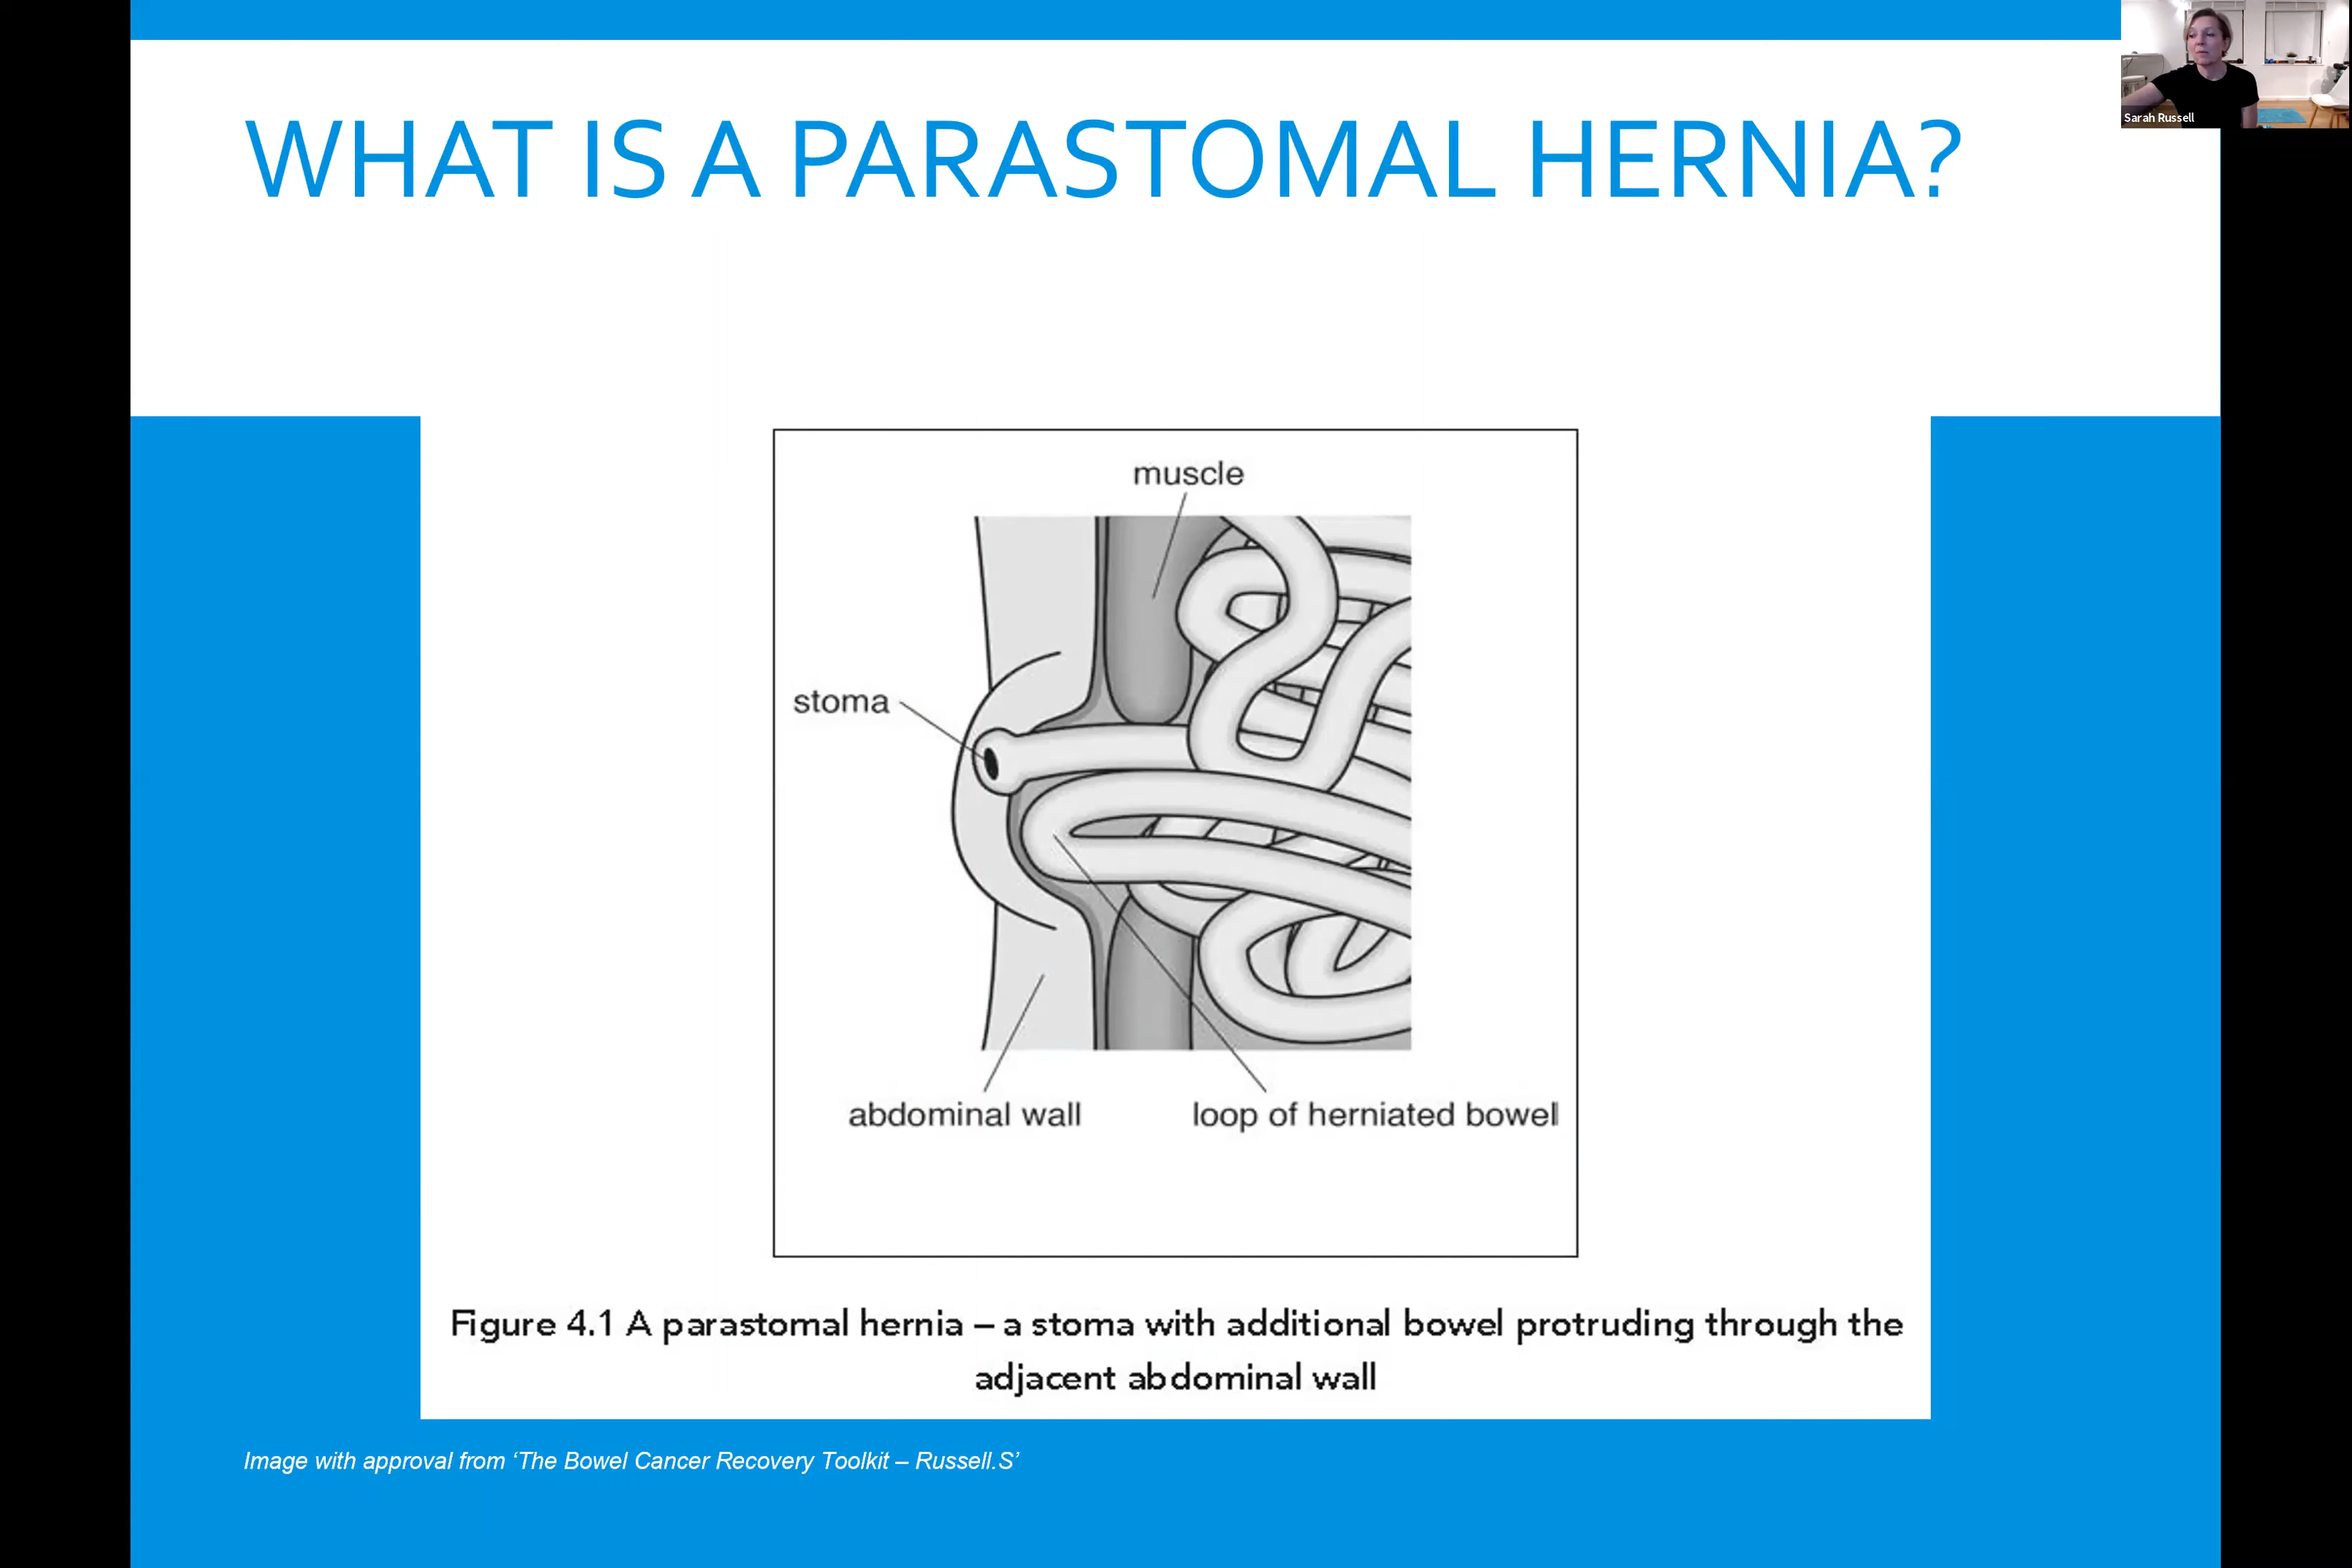 Sarah Russell
WHAT IS A PARASTOMAL HERNIA?
muscle
stoma
abdominal wall
loop of herniated bowel
Figure 4.1 A parastomal hernia – a stoma with additional bowel protruding through the
adjacent abdominal wall
Image with approval from ‘The Bowel Cancer Recovery Toolkit – Russell.S’